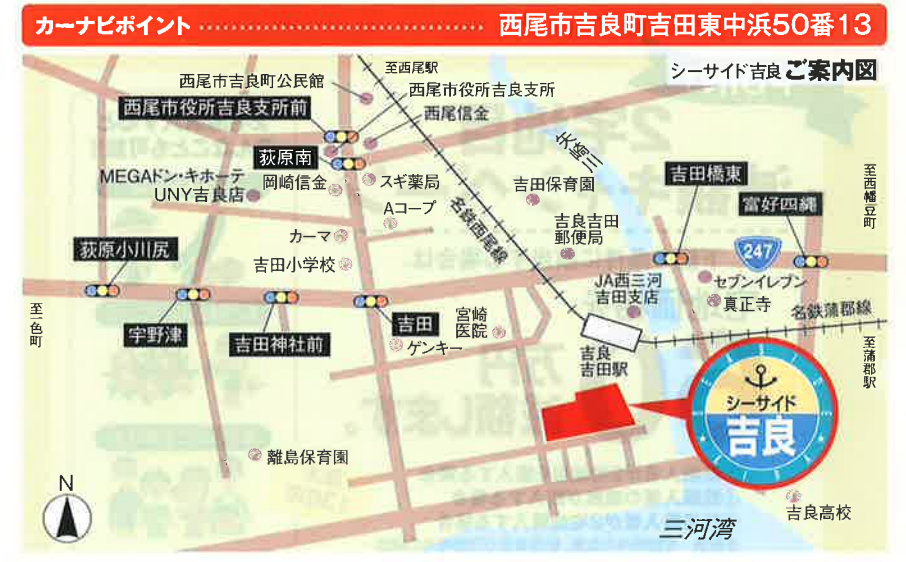 カーナビポイント ………………………… 西尾市吉良町吉田東中浜50番13
シーサイド吉良 ご案内図
至西尾駅
西尾市吉良町公民館
西尾市役所吉良支所
西尾市役所吉良支所前
西尾信金
荻原南
矢崎川
MEGAドン・キホーテ
UNY吉良店
岡崎信金
スギ薬局
吉田保育園
吉田橋東
至西幡豆町
Aコープ
名鉄西尾線
富好四縄
カーマ
吉良吉田
郵便局
荻原小川尻
吉田小学校
247
JA西三河
吉田支店
セブンイレブン
真正寺
至一色町
宇野津
吉田神社前
吉田
宮崎
医院
名鉄蒲郡線
ゲンキー
吉良
吉田駅
至蒲郡駅
シーサイド
吉良
離島保育園
N
吉良高校
三河湾